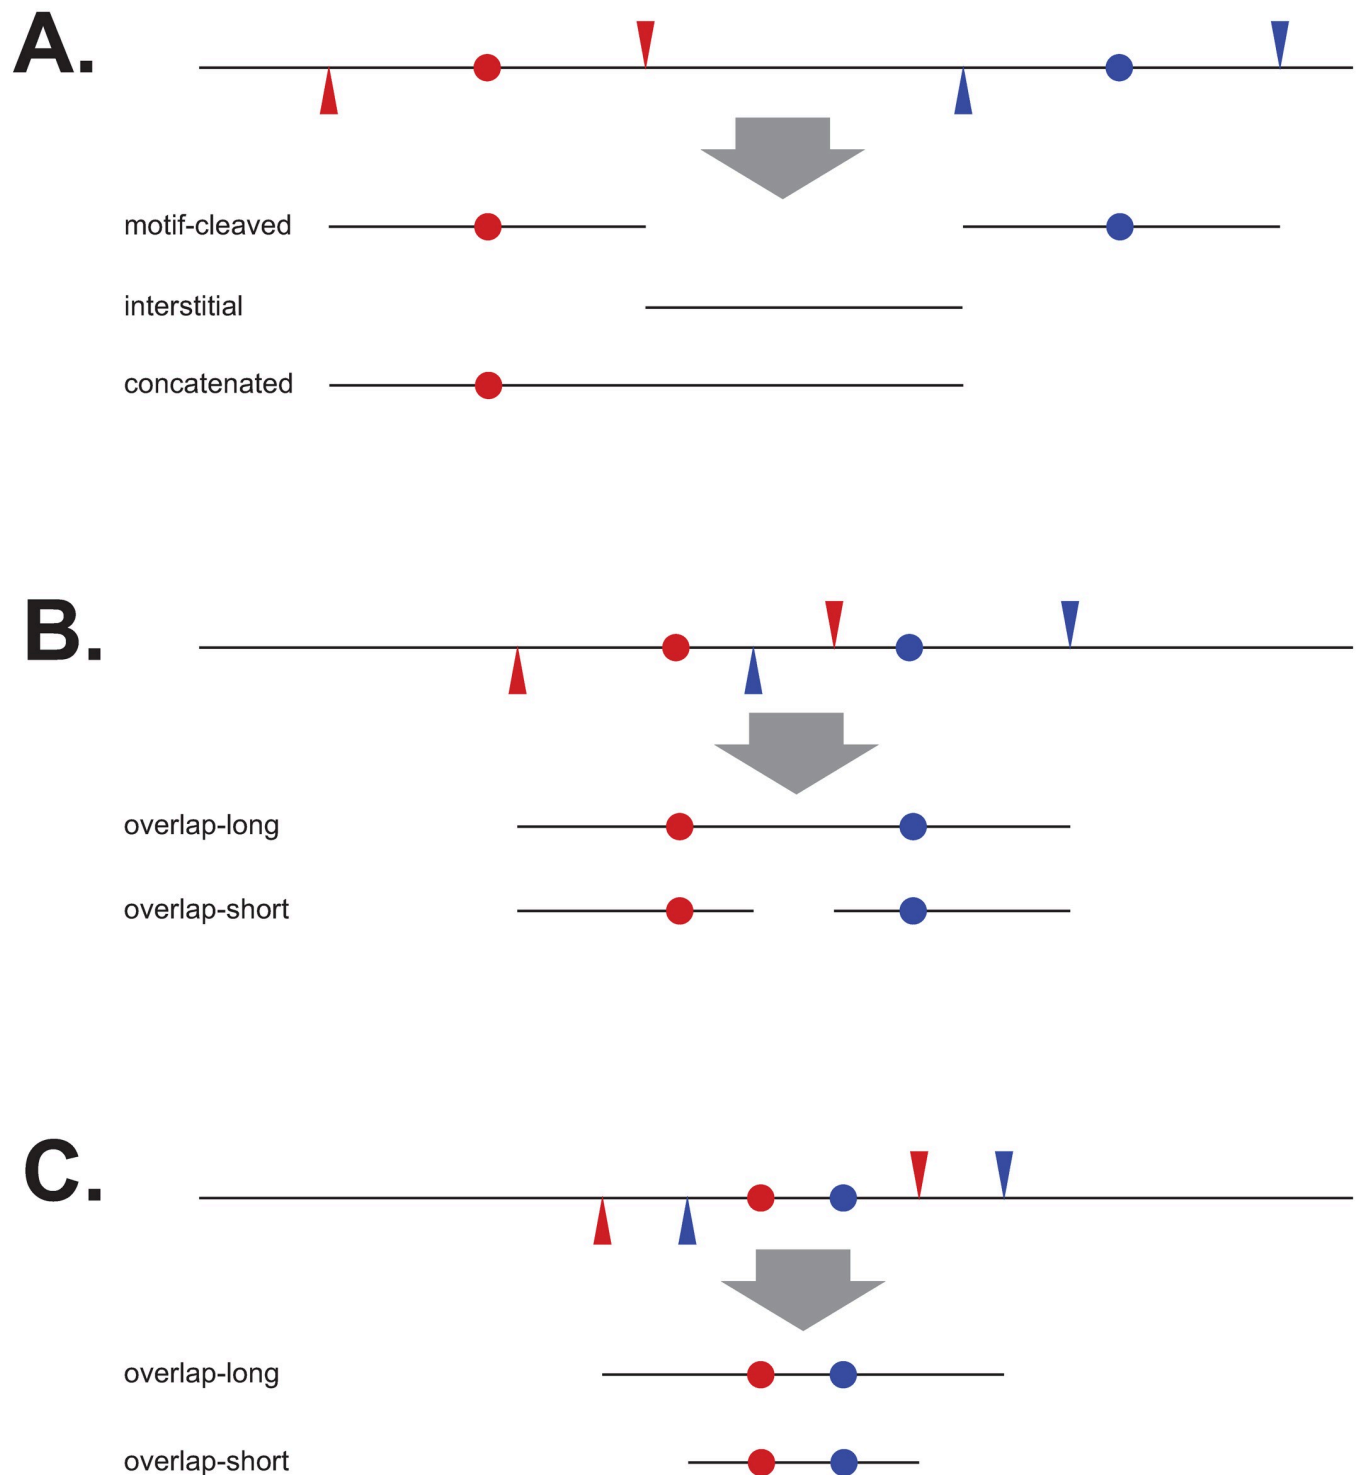 A.
motif-cleaved
interstitial
concatenated
B.
overlap-long
overlap-short
C.
overlap-long
overlap-short